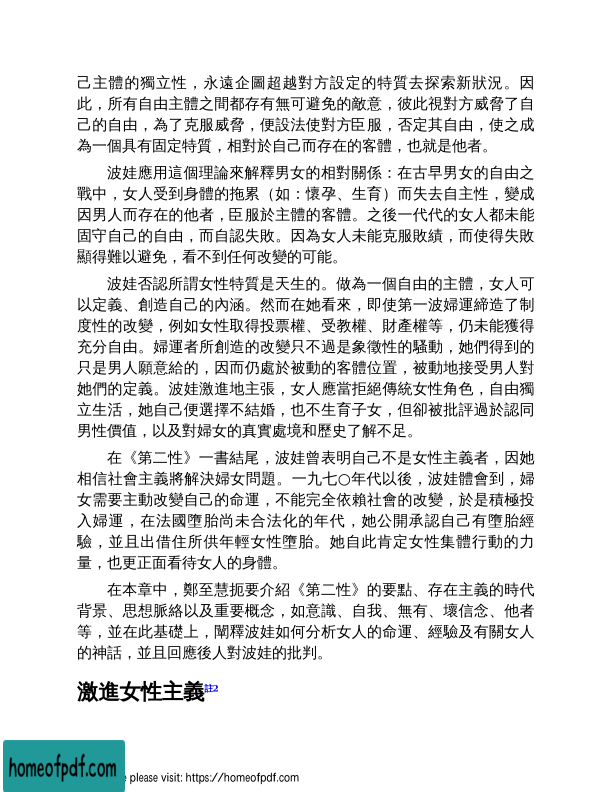 己主體的獨立性，永遠企圖超越對方設定的特質去探索新狀況。因
此，所有自由主體之間都存有無可避免的敵意，彼此視對方威脅了自
己的自由，為了克服威脅，便設法使對方臣服，否定其自由，使之成
為一個具有固定特質，相對於自己而存在的客體，也就是他者。
波娃應用這個理論來解釋男女的相對關係：在古早男女的自由之
戰中，女人受到身體的拖累（如：懷孕、生育）而失去自主性，變成
因男人而存在的他者，臣服於主體的客體。之後一代代的女人都未能
固守自己的自由，而自認失敗。因為女人未能克服敗績，而使得失敗
顯得難以避免，看不到任何改變的可能。
波娃否認所謂女性特質是天生的。做為一個自由的主體，女人可
以定義、創造自己的內涵。然而在她看來，即使第一波婦運締造了制
度性的改變，例如女性取得投票權、受教權、財產權等，仍未能獲得
充分自由。婦運者所創造的改變只不過是象徵性的騷動，她們得到的
只是男人願意給的，因而仍處於被動的客體位置，被動地接受男人對
她們的定義。波娃激進地主張，女人應當拒絕傳統女性角色，自由獨
立生活，她自己便選擇不結婚，也不生育子女，但卻被批評過於認同
男性價值，以及對婦女的真實處境和歷史了解不足。
在《第二性》一書結尾，波娃曾表明自己不是女性主義者，因她
相信社會主義將解決婦女問題。一九七○年代以後，波娃體會到，婦
女需要主動改變自己的命運，不能完全依賴社會的改變，於是積極投
入婦運，在法國墮胎尚未合法化的年代，她公開承認自己有墮胎經
驗，並且出借住所供年輕女性墮胎。她自此肯定女性集體行動的力
量，也更正面看待女人的身體。
在本章中，鄭至慧扼要介紹《第二性》的要點、存在主義的時代
背景、思想脈絡以及重要概念，如意識、自我、無有、壞信念、他者
等，並在此基礎上，闡釋波娃如何分析女人的命運、經驗及有關女人
的神話，並且回應後人對波娃的批判。
激進女性主義註2
homeofpdf.com
please visit: https://homeofpdf.com